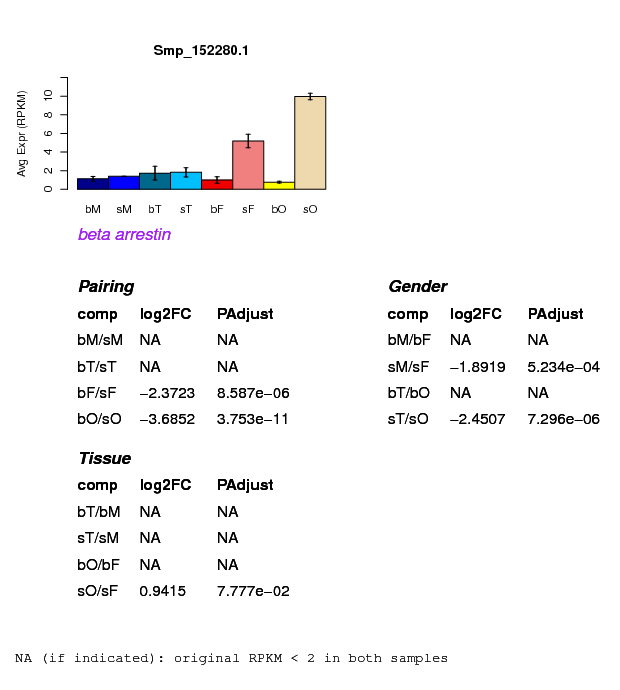 Smp_152280.1
Avg Expr (RPKM)
0 2 4 6 8 10
bM sM bT sT bF sF bO sO
beta arrestin
Pairing
comp log2FC PAdjust
bM/sM NA NA
bT/sT NA NA
bF/sF −2.3723 8.587e−06
bO/sO −3.6852 3.753e−11
Gender
comp log2FC PAdjust
bM/bF NA NA
sM/sF −1.8919 5.234e−04
bT/bO NA NA
sT/sO −2.4507 7.296e−06
Tissue
comp log2FC PAdjust
bT/bM NA NA
sT/sM NA NA
bO/bF NA NA
sO/sF 0.9415 7.777e−02
NA (if indicated): original RPKM < 2 in both samples